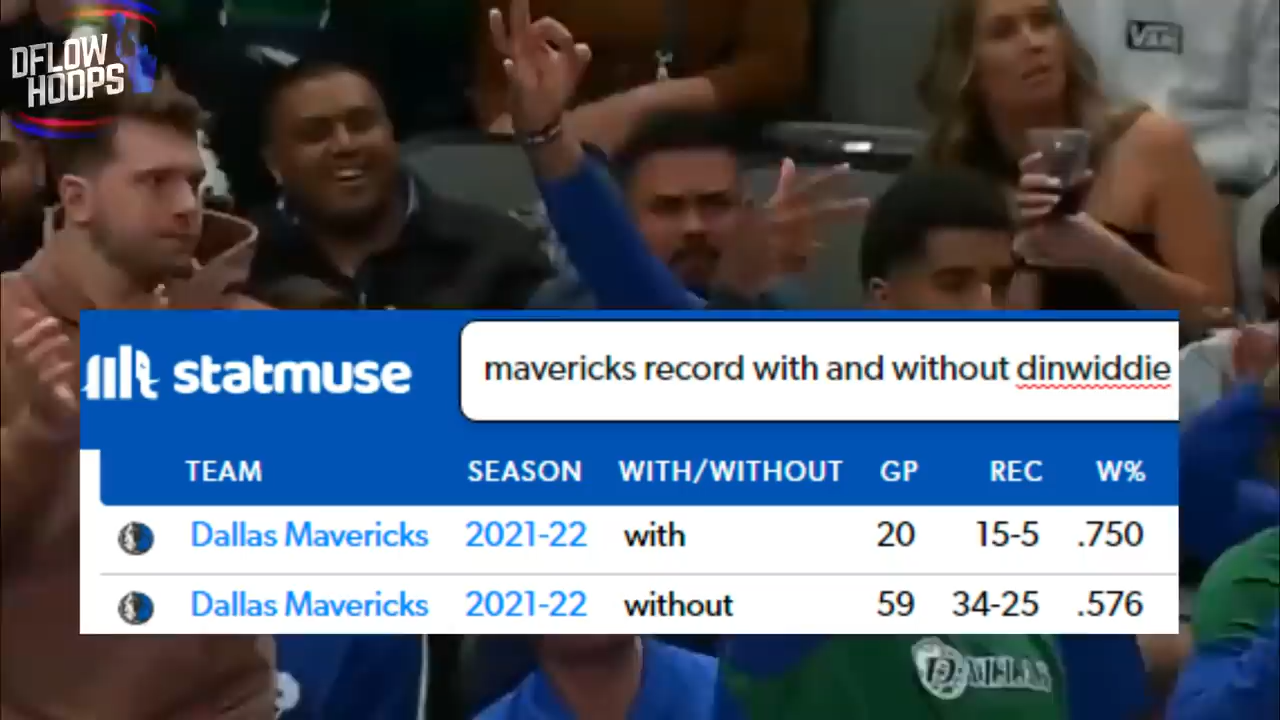 DFLOW
HOOPS
VAN
statmuse
mavericks record with and without dinwiddie
TEAM SEASON WITH/WITHOUT GP REC W%
Dallas Mavericks 2021-22 with 20 15-5 .750
Dallas Mavericks 2021-22 without 59 34-25 .576